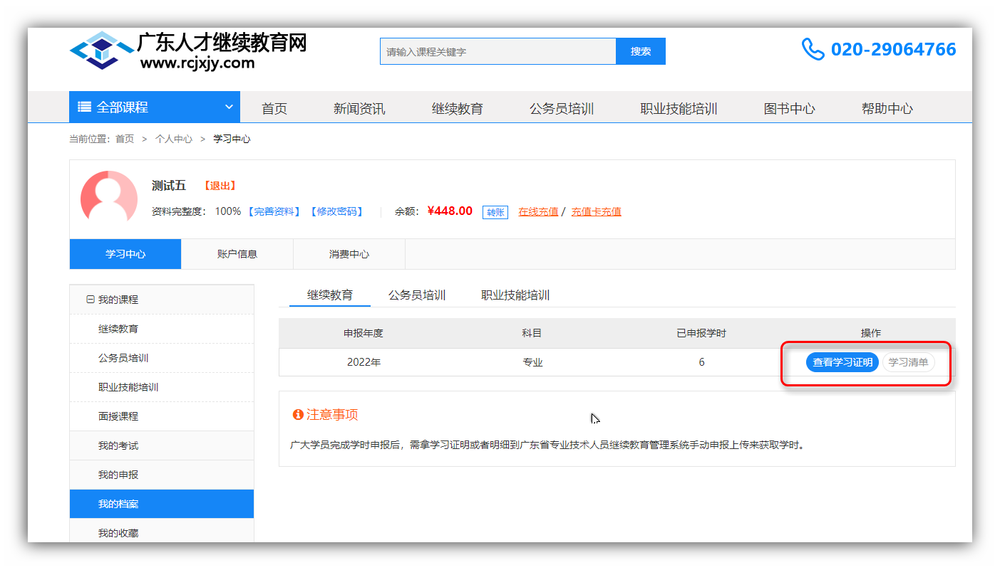 广东人才继续教育网
www.rcjxjy.com
请输入课程关键字
搜索
020-29064766
全部课程
首页
新闻资讯
继续教育
公务员培训
职业技能培训
图书中心
帮助中心
当前位置：首页 > 个人中心 > 学习中心
测试五 【退出】
资料完整度： 100% 【完善资料】 【修改密码】 余额： ¥448.00 转账 在线充值 / 充值卡充值
学习中心 账户信息 消费中心
我的课程
继续教育
公务员培训
职业技能培训
面授课程
我的考试
我的申报
我的档案
我的收藏
继续教育 公务员培训 职业技能培训
申报年度 科目 已申报学时 操作
2022年 专业 6 查看学习证明 学习清单
注意事项
广大学员完成学时申报后，需拿学习证明或者明细到广东省专业技术人员继续教育管理系统手动申报上传来获取学时。